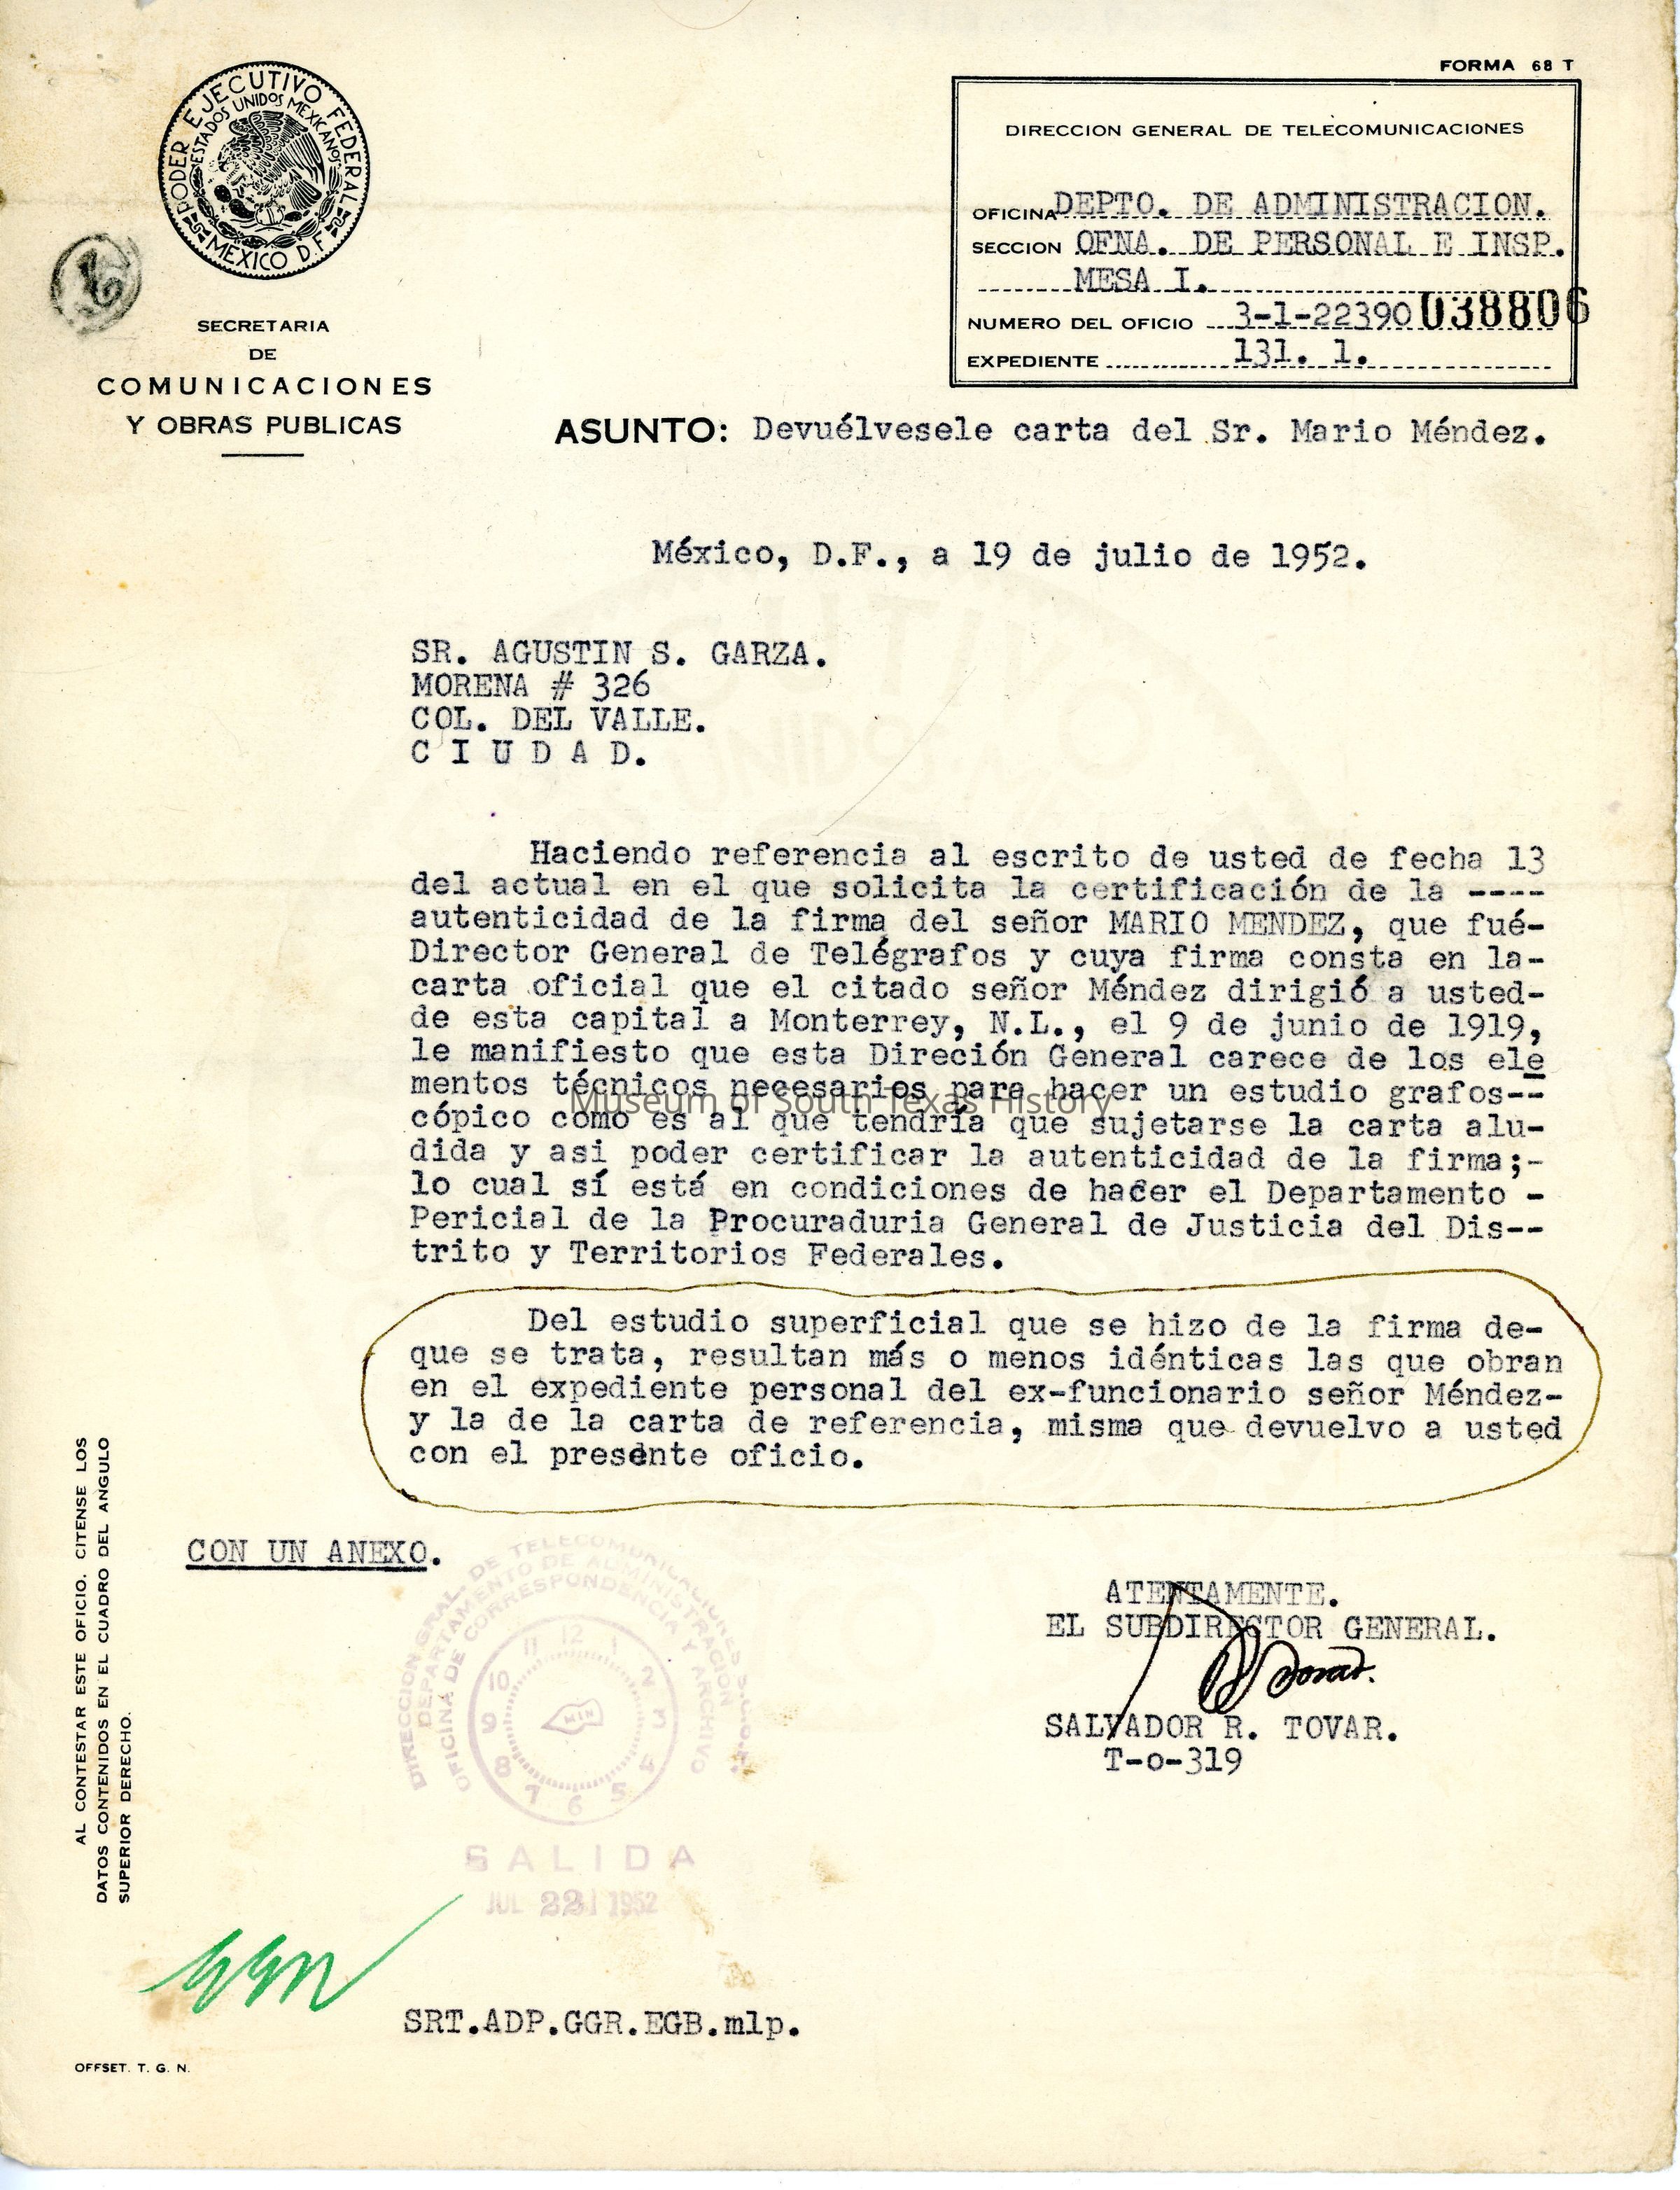 FORMA 68 T
PODER EJECUTIVO FEDERAL
ESTADOS UNIDOS MEXICANOS
MEXICO D.F.
SECRETARIA
DE
COMUNICACIONES
Y OBRAS PUBLICAS
DIRECCION GENERAL DE TELECOMUNICACIONES
OFICINA DEPTO. DE ADMINISTRACION.
SECCION OFNA. DE PERSONAL E INSP.
MESA I.
NUMERO DEL OFICIO 3-1-22390 038806
EXPEDIENTE 131. 1.
ASUNTO: Devuélvesele carta del Sr. Mario Méndez.
México, D.F., a 19 de julio de 1952.
SR. AGUSTIN S. GARZA.
MORENA # 326
COL. DEL VALLE.
C I U D A D.
Haciendo referencia al escrito de usted de fecha 13
del actual en el que solicita la certificación de la ----
autenticidad de la firma del señor MARIO MENDEZ, que fué-
Director General de Telégrafos y cuya firma consta en la-
carta oficial que el citado señor Méndez dirigió a usted-
de esta capital a Monterrey, N.L., el 9 de junio de 1919,
le manifiesto que esta Direción General carece de los ele
mentos técnicos necesarios para hacer un estudio grafos--
Museum of South Texas History
cópico como es al que tendría que sujetarse la carta alu-
dida y asi poder certificar la autenticidad de la firma;-
lo cual sí está en condiciones de hacer el Departamento -
Pericial de la Procuraduria General de Justicia del Dis--
trito y Territorios Federales.
Del estudio superficial que se hizo de la firma de-
que se trata, resultan más o menos idénticas las que obran
en el expediente personal del ex-funcionario señor Méndez-
y la de la carta de referencia, misma que devuelvo a usted
con el presente oficio.
CON UN ANEXO.
ATENTAMENTE.
EL SUBDIRECTOR GENERAL.
SALVADOR R. TOVAR.
T-o-319
DIRECCION GRAL. DE TELECOMUNICACIONES
DEPARTAMENTO DE ADMINISTRACION
OFICINA DE CORRESPONDENCIA Y ARCHIVO
11 12 1
10 2
9 MIN 3
8 4
7 6 5
SALIDA
JUL 22 1952
AL CONTESTAR ESTE OFICIO, CITENSE LOS
DATOS CONTENIDOS EN EL CUADRO DEL ANGULO
SUPERIOR DERECHO.
SRT.ADP.GGR.EGB.mlp.
OFFSET. T. G. N.